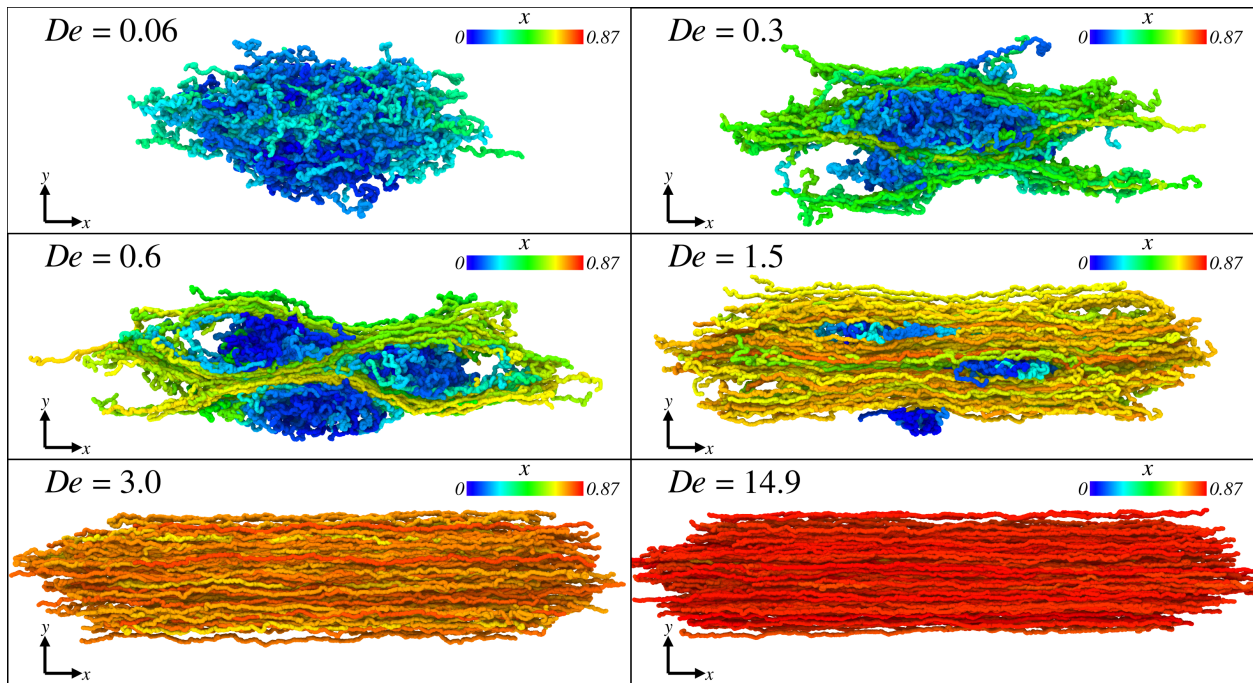 De = 0.06
x
0 0.87
y
x
De = 0.3
x
0 0.87
y
x
De = 0.6
x
0 0.87
y
x
De = 1.5
x
0 0.87
y
x
De = 3.0
x
0 0.87
y
x
De = 14.9
x
0 0.87
y
x